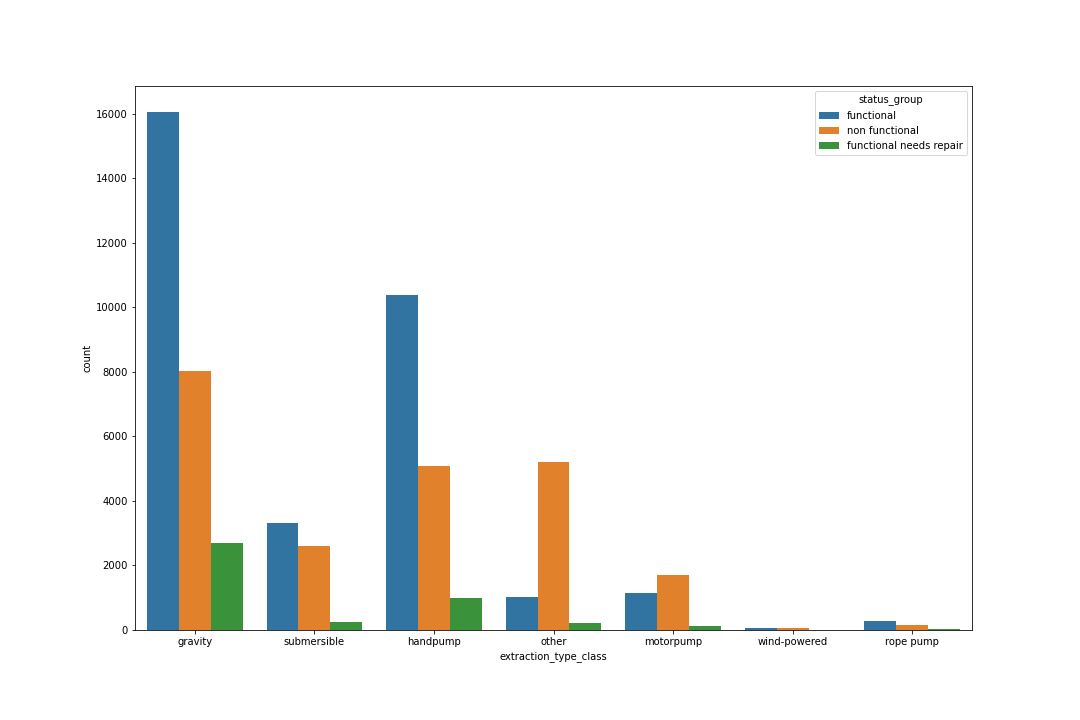 status_group
functional
non functional
functional needs repair
16000
14000
12000
10000
8000
6000
4000
2000
0
count
gravity submersible handpump other motorpump wind-powered rope pump
extraction_type_class